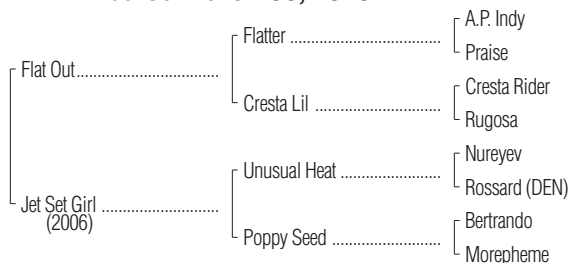 A.P. Indy
Flatter
Praise
Flat Out
Cresta Rider
Cresta Lil
Rugosa
Nureyev
Unusual Heat
Rossard (DEN)
Jet Set Girl
(2006)
Bertrando
Poppy Seed
Morepheme